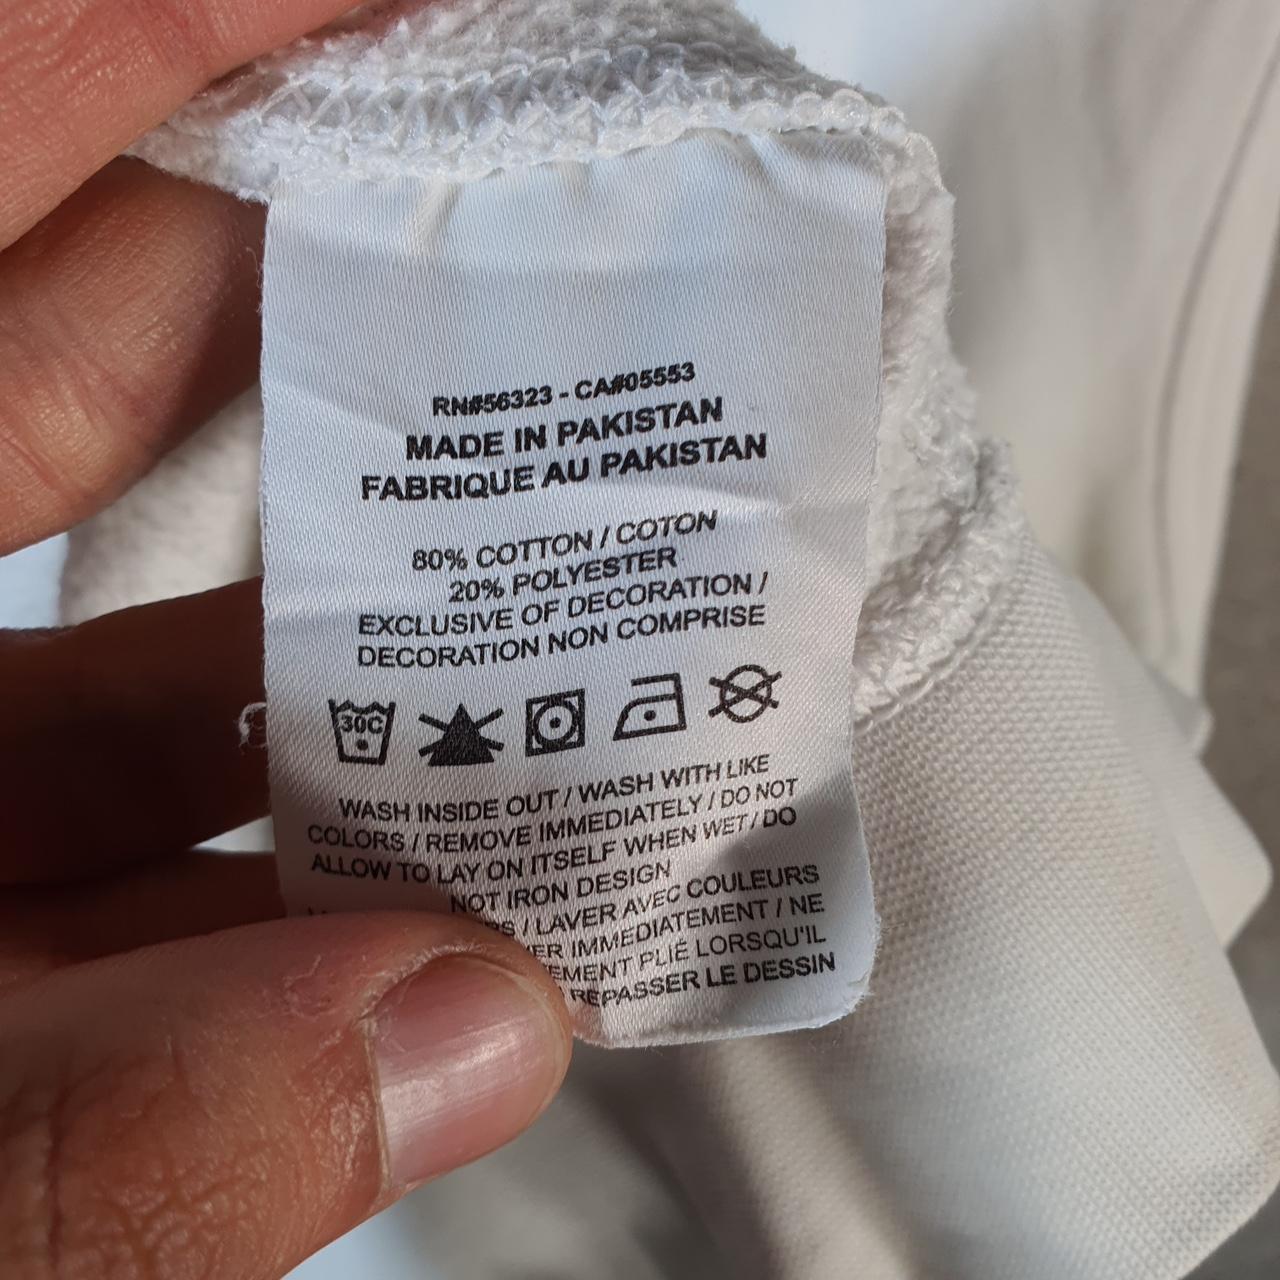 RN#56323 - CA#05553
MADE IN PAKISTAN
FABRIQUE AU PAKISTAN
80% COTTON / COTON
20% POLYESTER
EXCLUSIVE OF DECORATION /
DECORATION NON COMPRISE
30C
WASH INSIDE OUT / WASH WITH LIKE
COLORS / REMOVE IMMEDIATELY / DO NOT
ALLOW TO LAY ON ITSELF WHEN WET / DO
NOT IRON DESIGN
/ LAVER AVEC COULEURS
IMMEDIATEMENT / NE
PLIÉ LORSQU'IL
REPASSER LE DESSIN